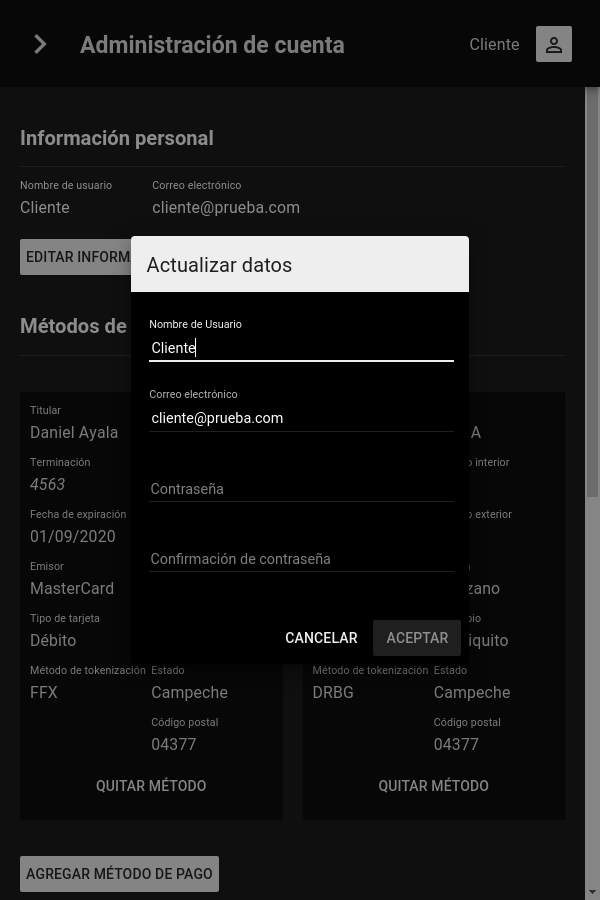 Administración de cuenta
Cliente
Información personal
Nombre de usuario
Correo electrónico
Cliente
cliente@prueba.com
EDITAR INFORM
Actualizar datos
Nombre de Usuario
Cliente
Correo electrónico
cliente@prueba.com
Contraseña
Confirmación de contraseña
CANCELAR
ACEPTAR
Métodos de
Titular
Daniel Ayala
Terminación
4563
Fecha de expiración
01/09/2020
Emisor
MasterCard
Tipo de tarjeta
Débito
Método de tokenización
Estado
FFX
Campeche
Código postal
04377
QUITAR MÉTODO
A
interior
exterior
zano
iquito
Método de tokenización
Estado
DRBG
Campeche
Código postal
04377
QUITAR MÉTODO
AGREGAR MÉTODO DE PAGO